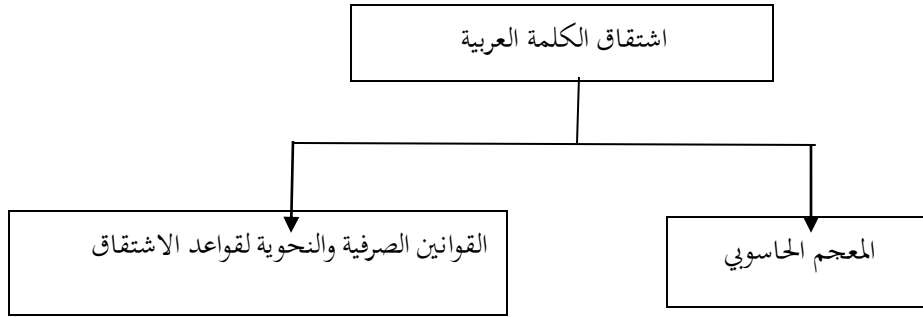 اشتقاق الكلمة العربية
المعجم الحاسوبي
القوانين الصرفية والنحوية لقواعد الاشتقاق